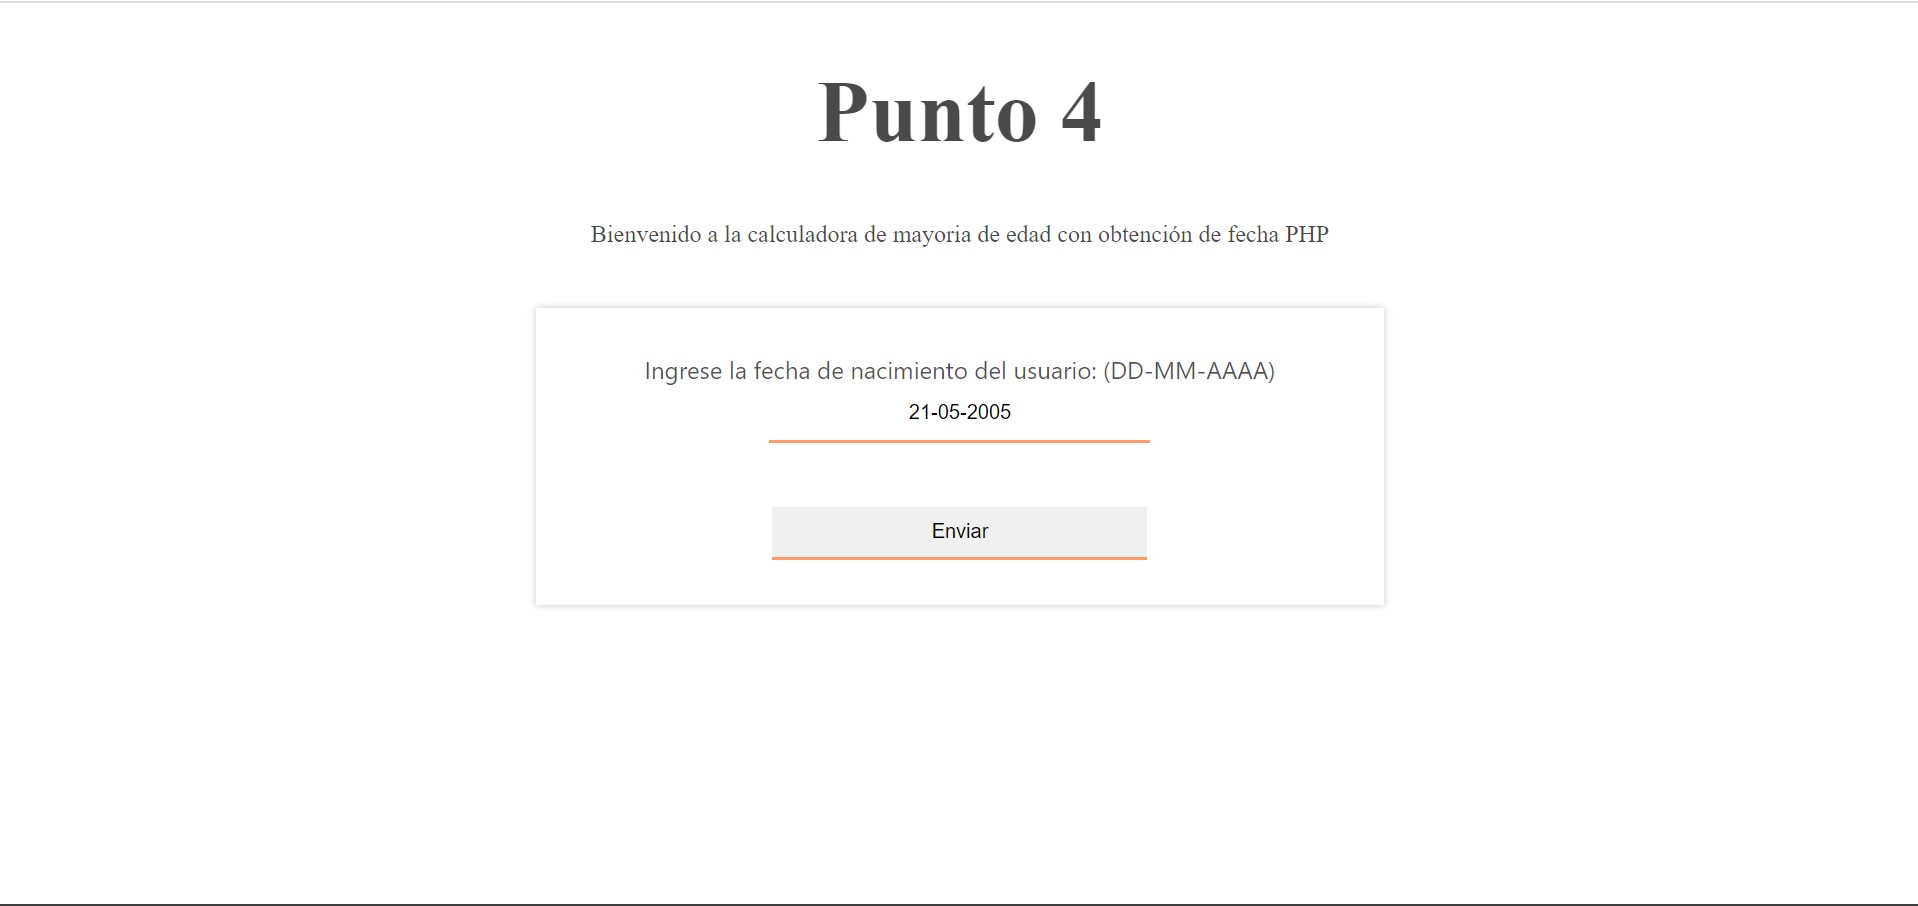 Punto 4
Bienvenido a la calculadora de mayoria de edad con obtención de fecha PHP
Ingrese la fecha de nacimiento del usuario: (DD-MM-AAAA)
21-05-2005
Enviar